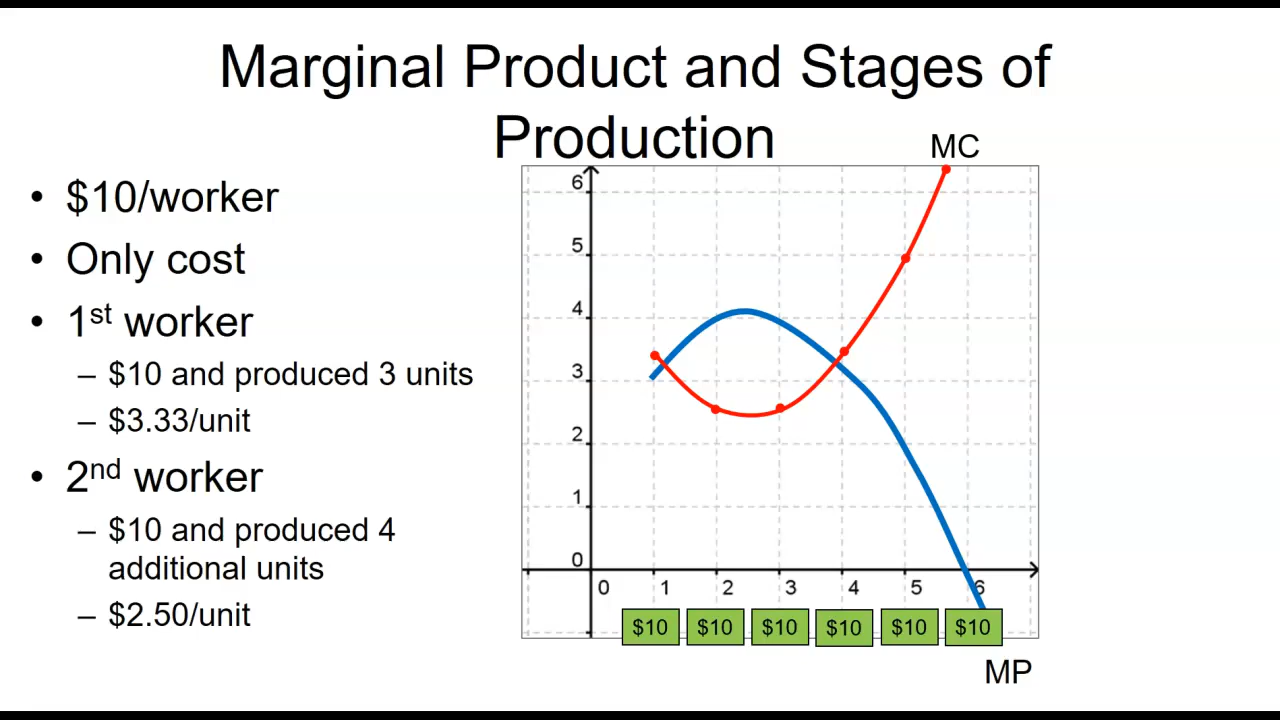 Marginal Product and Stages of
Production
• $10/worker
• Only cost
• 1st worker
– $10 and produced 3 units
– $3.33/unit
• 2nd worker
– $10 and produced 4
additional units
– $2.50/unit
MC
6
5
4
3
2
1
0
0 1 2 3 4 5 6
$10 $10 $10 $10 $10 $10
MP